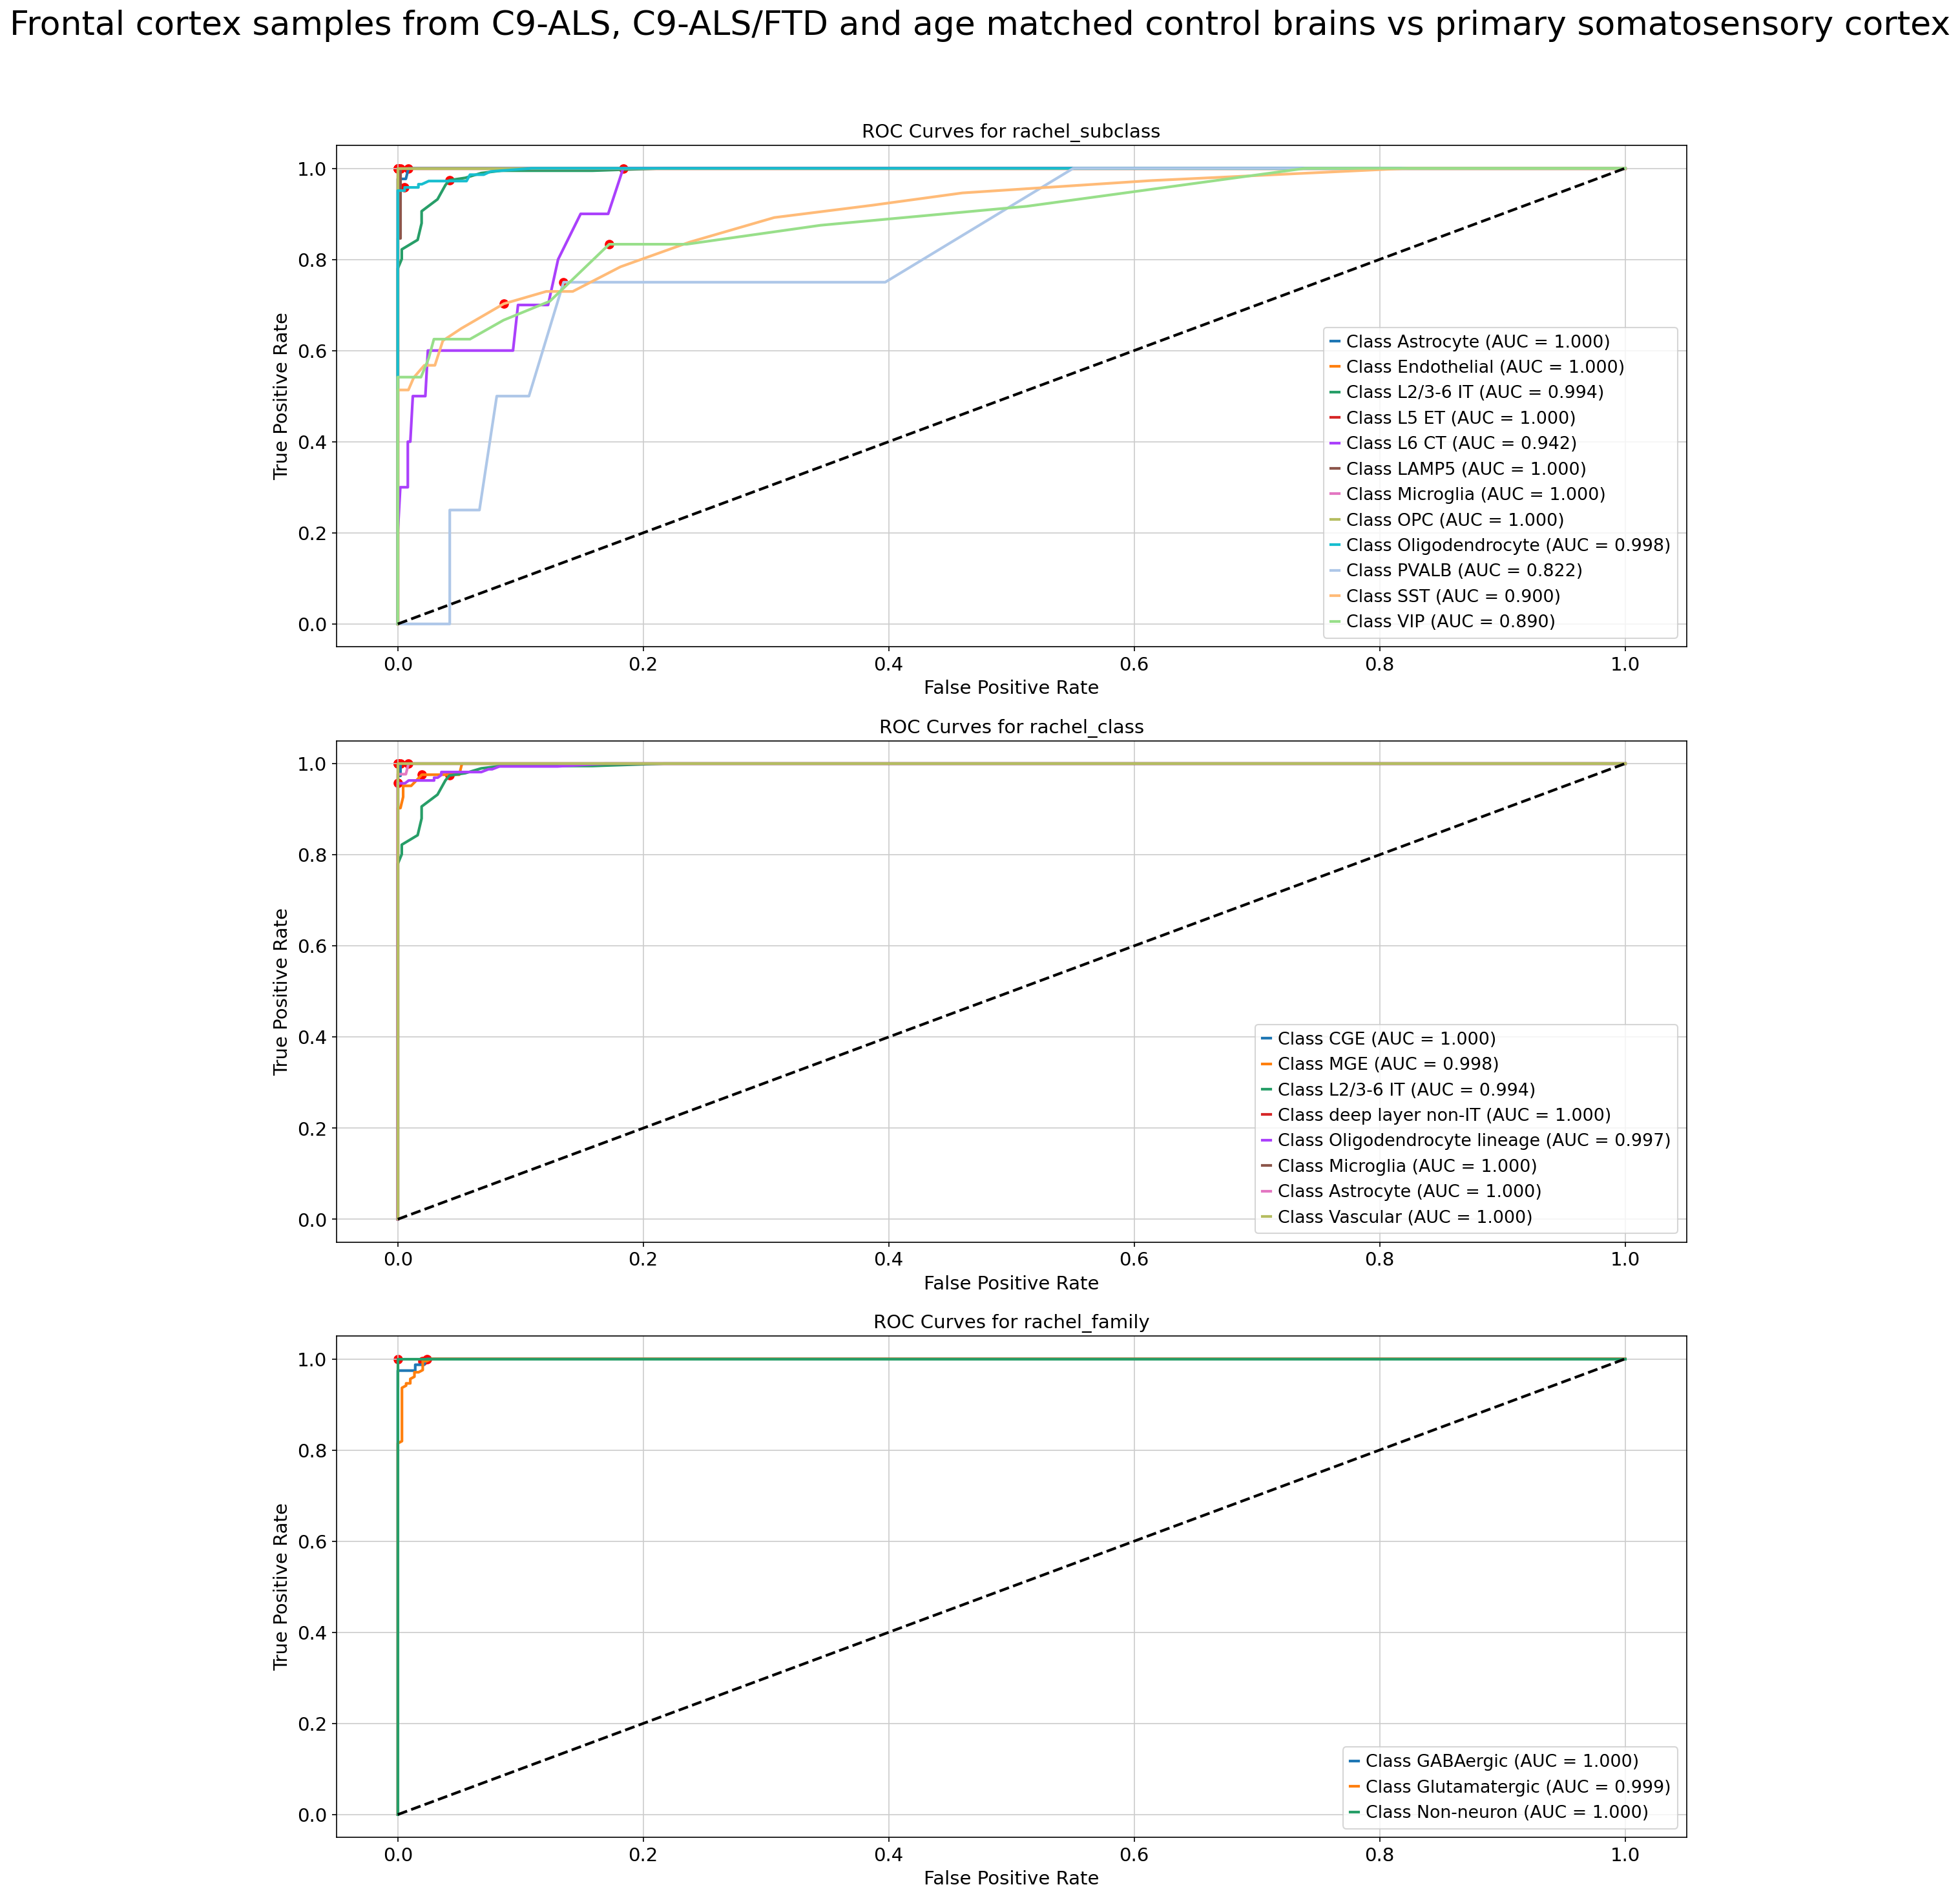 Frontal cortex samples from C9-ALS, C9-ALS/FTD and age matched control brains vs primary somatosensory cortex
ROC Curves for rachel_subclass
True Positive Rate
1.0
0.8
0.6
0.4
0.2
0.0
Class Astrocyte (AUC = 1.000)
Class Endothelial (AUC = 1.000)
Class L2/3-6 IT (AUC = 0.994)
Class L5 ET (AUC = 1.000)
Class L6 CT (AUC = 0.942)
Class LAMP5 (AUC = 1.000)
Class Microglia (AUC = 1.000)
Class OPC (AUC = 1.000)
Class Oligodendrocyte (AUC = 0.998)
Class PVALB (AUC = 0.822)
Class SST (AUC = 0.900)
Class VIP (AUC = 0.890)
0.0 0.2 0.4 0.6 0.8 1.0
False Positive Rate
ROC Curves for rachel_class
True Positive Rate
1.0
0.8
0.6
0.4
0.2
0.0
Class CGE (AUC = 1.000)
Class MGE (AUC = 0.998)
Class L2/3-6 IT (AUC = 0.994)
Class deep layer non-IT (AUC = 1.000)
Class Oligodendrocyte lineage (AUC = 0.997)
Class Microglia (AUC = 1.000)
Class Astrocyte (AUC = 1.000)
Class Vascular (AUC = 1.000)
0.0 0.2 0.4 0.6 0.8 1.0
False Positive Rate
ROC Curves for rachel_family
True Positive Rate
1.0
0.8
0.6
0.4
0.2
0.0
Class GABAergic (AUC = 1.000)
Class Glutamatergic (AUC = 0.999)
Class Non-neuron (AUC = 1.000)
0.0 0.2 0.4 0.6 0.8 1.0
False Positive Rate